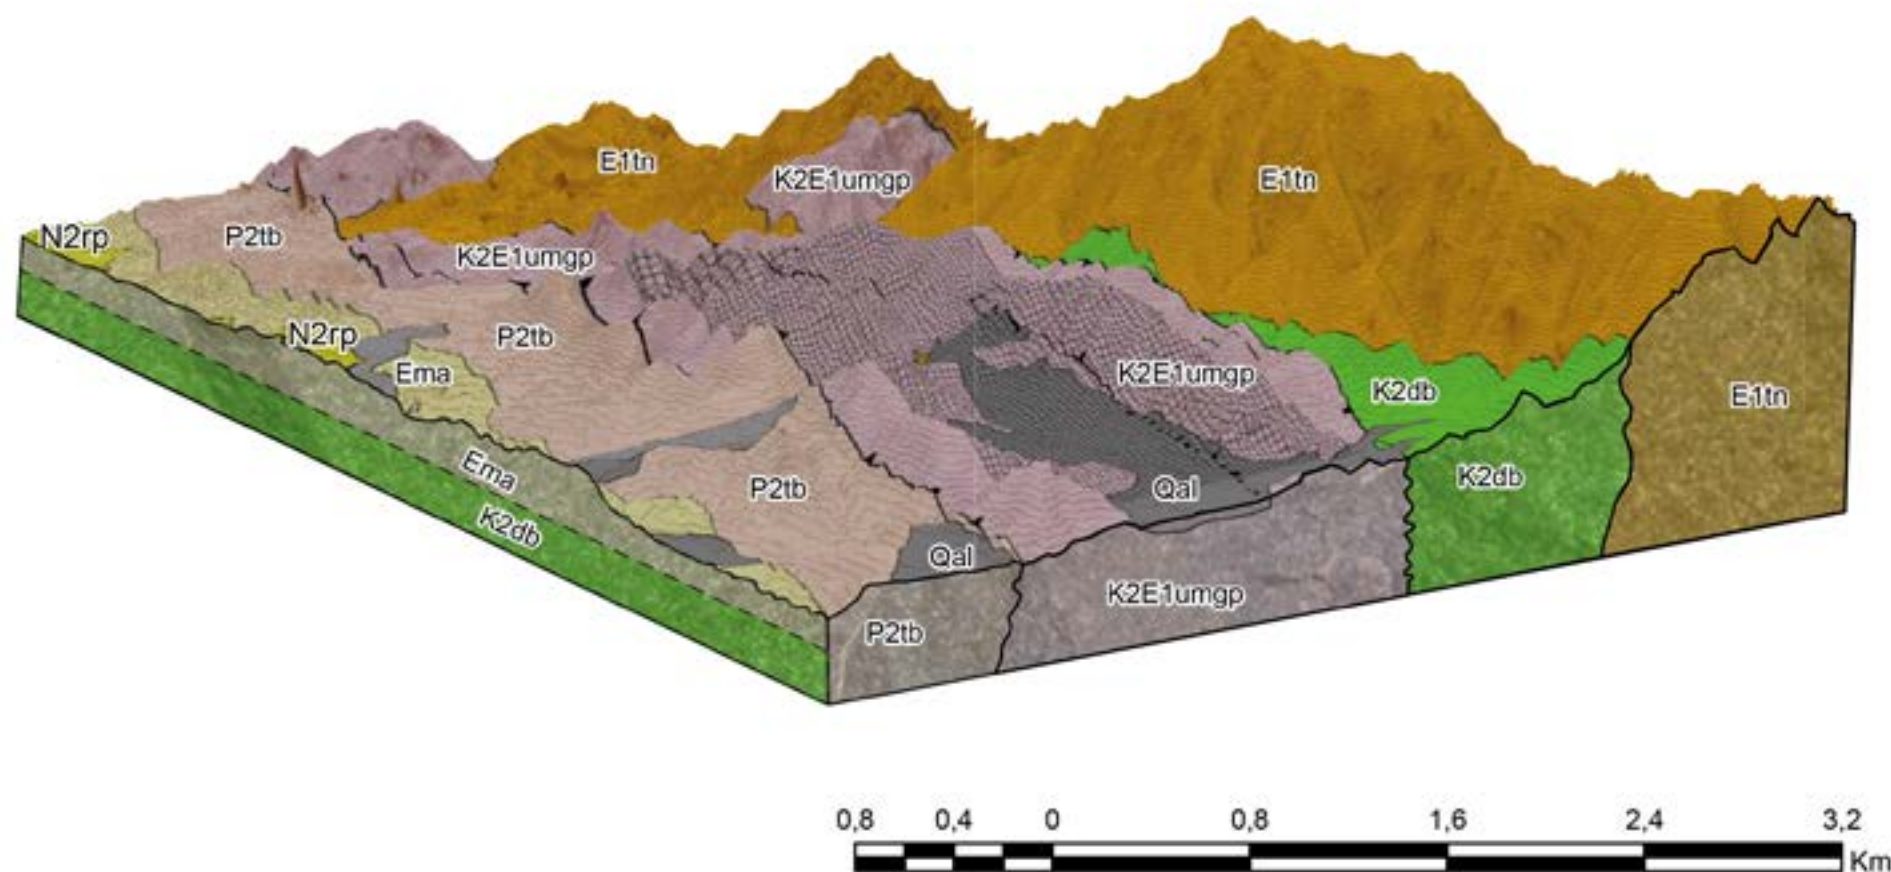 E1tn
K2E1umgp
E1tn
N2rp
P2tb
K2E1umgp
N2rp
P2tb
Ema
K2E1umgp
K2db
E1tn
Ema
P2tb
Qal
K2db
K2db
Qal
K2E1umgp
P2tb
0,8 0,4 0 0,8 1,6 2,4 3,2
Km